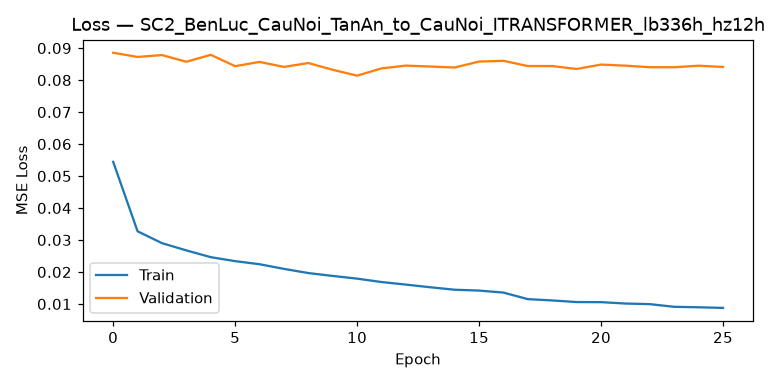 Loss — SC2_BenLuc_CauNoi_TanAn_to_CauNoi_ITRANSFORMER_lb336h_hz12h
0.09
0.08
0.07
0.06
0.05
0.04
0.03
0.02
0.01
MSE Loss
Train
Validation
0 5 10 15 20 25
Epoch